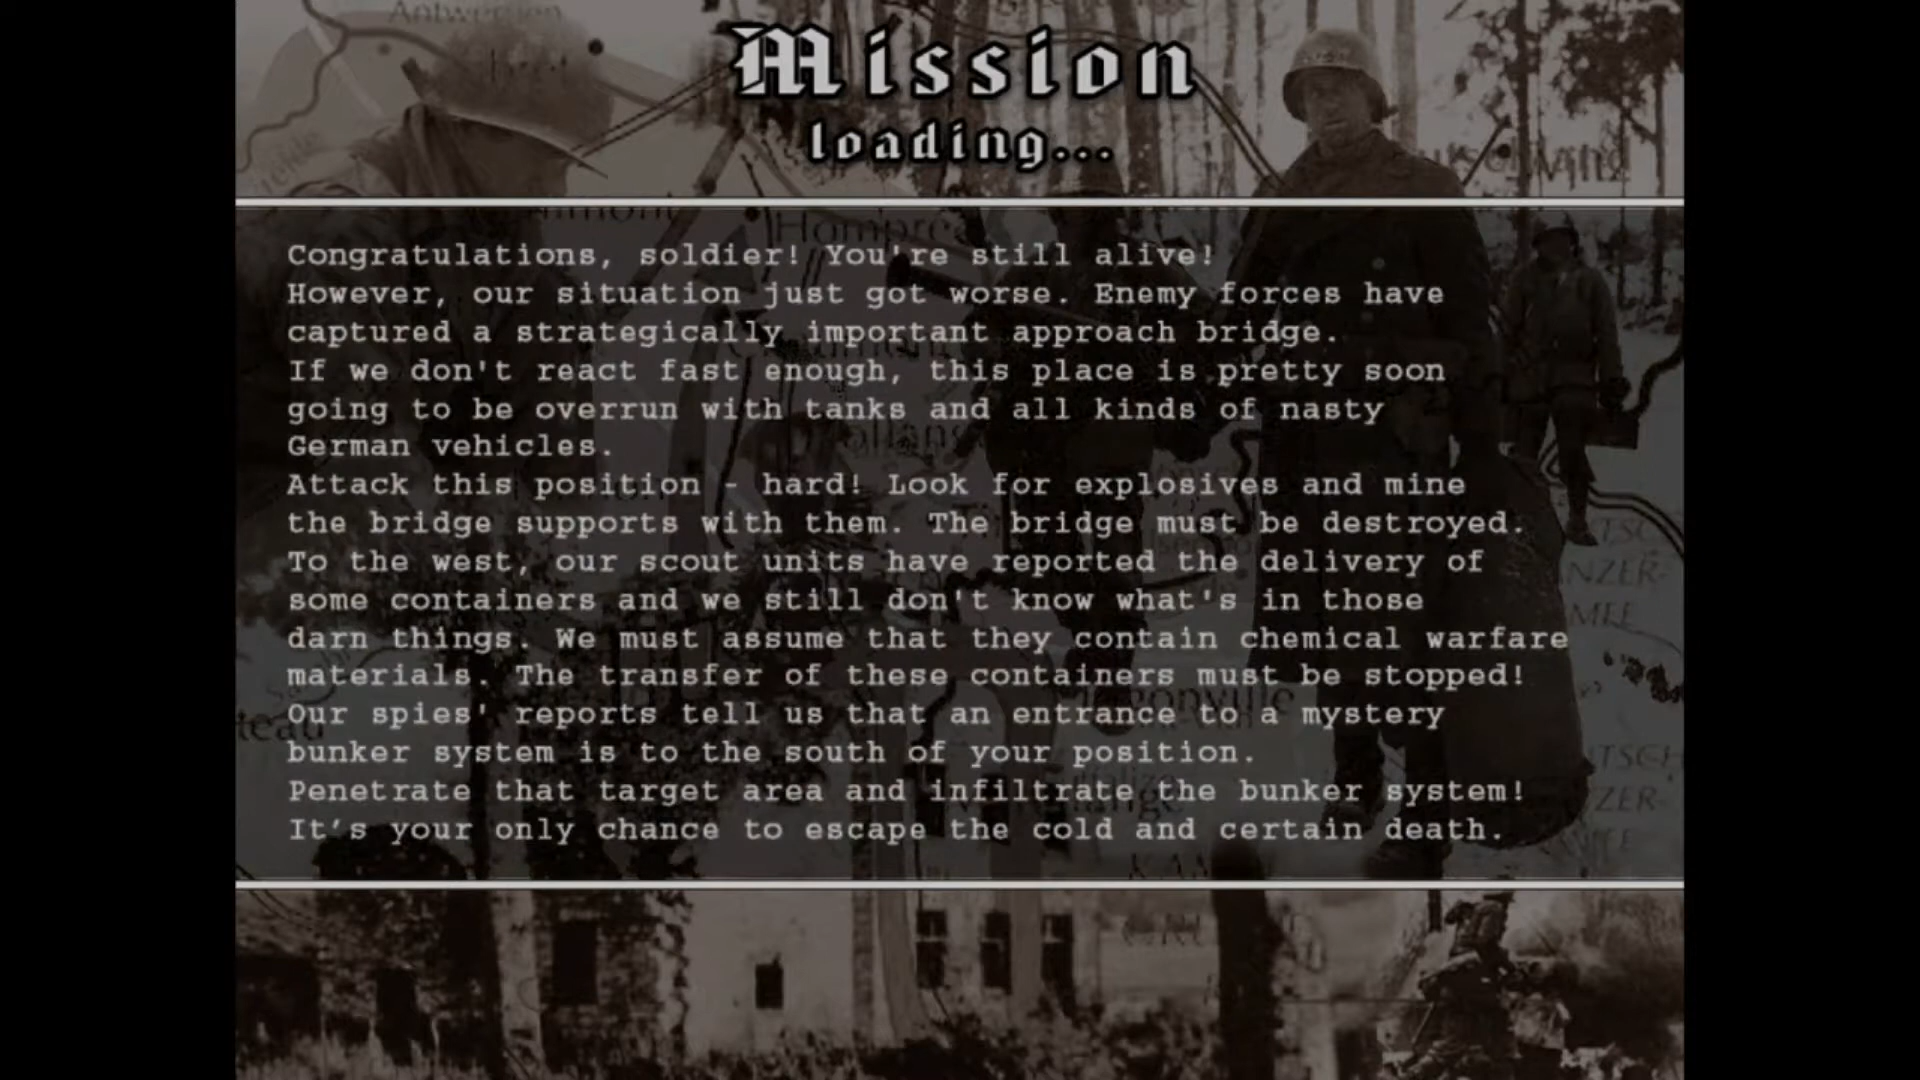 Mission
loading...
Congratulations, soldier! You're still alive!
However, our situation just got worse. Enemy forces have
captured a strategically important approach bridge.
If we don't react fast enough, this place is pretty soon
going to be overrun with tanks and all kinds of nasty
German vehicles.
Attack this position - hard! Look for explosives and mine
the bridge supports with them. The bridge must be destroyed.
To the west, our scout units have reported the delivery of
some containers and we still don't know what's in those
darn things. We must assume that they contain chemical warfare
materials. The transfer of these containers must be stopped!
Our spies' reports tell us that an entrance to a mystery
bunker system is to the south of your position.
Penetrate that target area and infiltrate the bunker system!
It's your only chance to escape the cold and certain death.